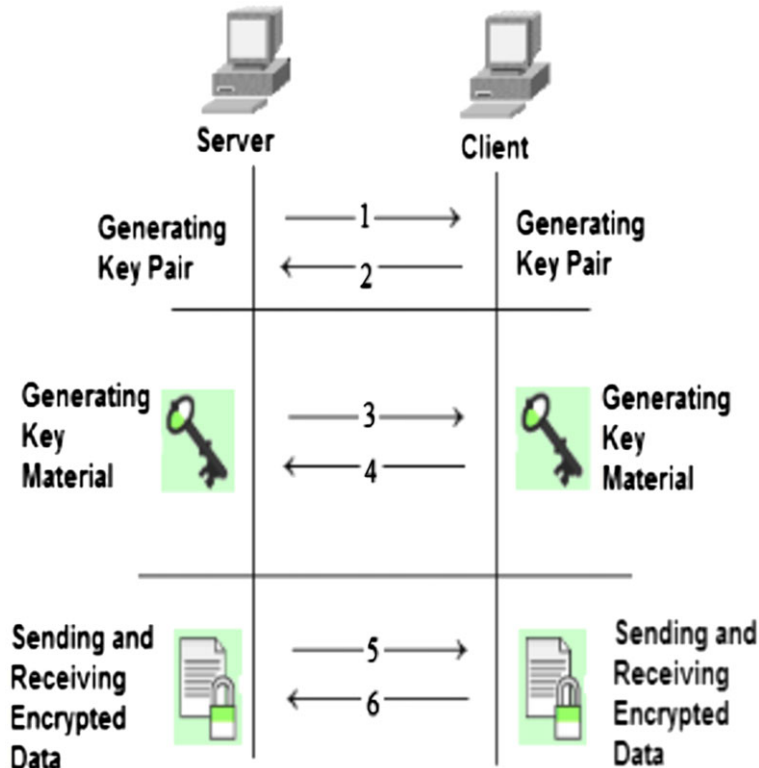 Server
Client
Generating
Key Pair
1
2
Generating
Key Pair
Generating
Key
Material
3
4
Generating
Key
Material
Sending and
Receiving
Encrypted
Data
5
6
Sending and
Receiving
Encrypted
Data